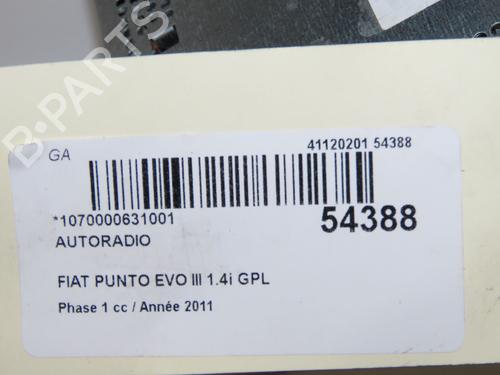 B-PARTS
GA
41120201 54388
*1070000631001
54388
AUTORADIO
FIAT PUNTO EVO III 1.4i GPL
Phase 1 cc / Année 2011